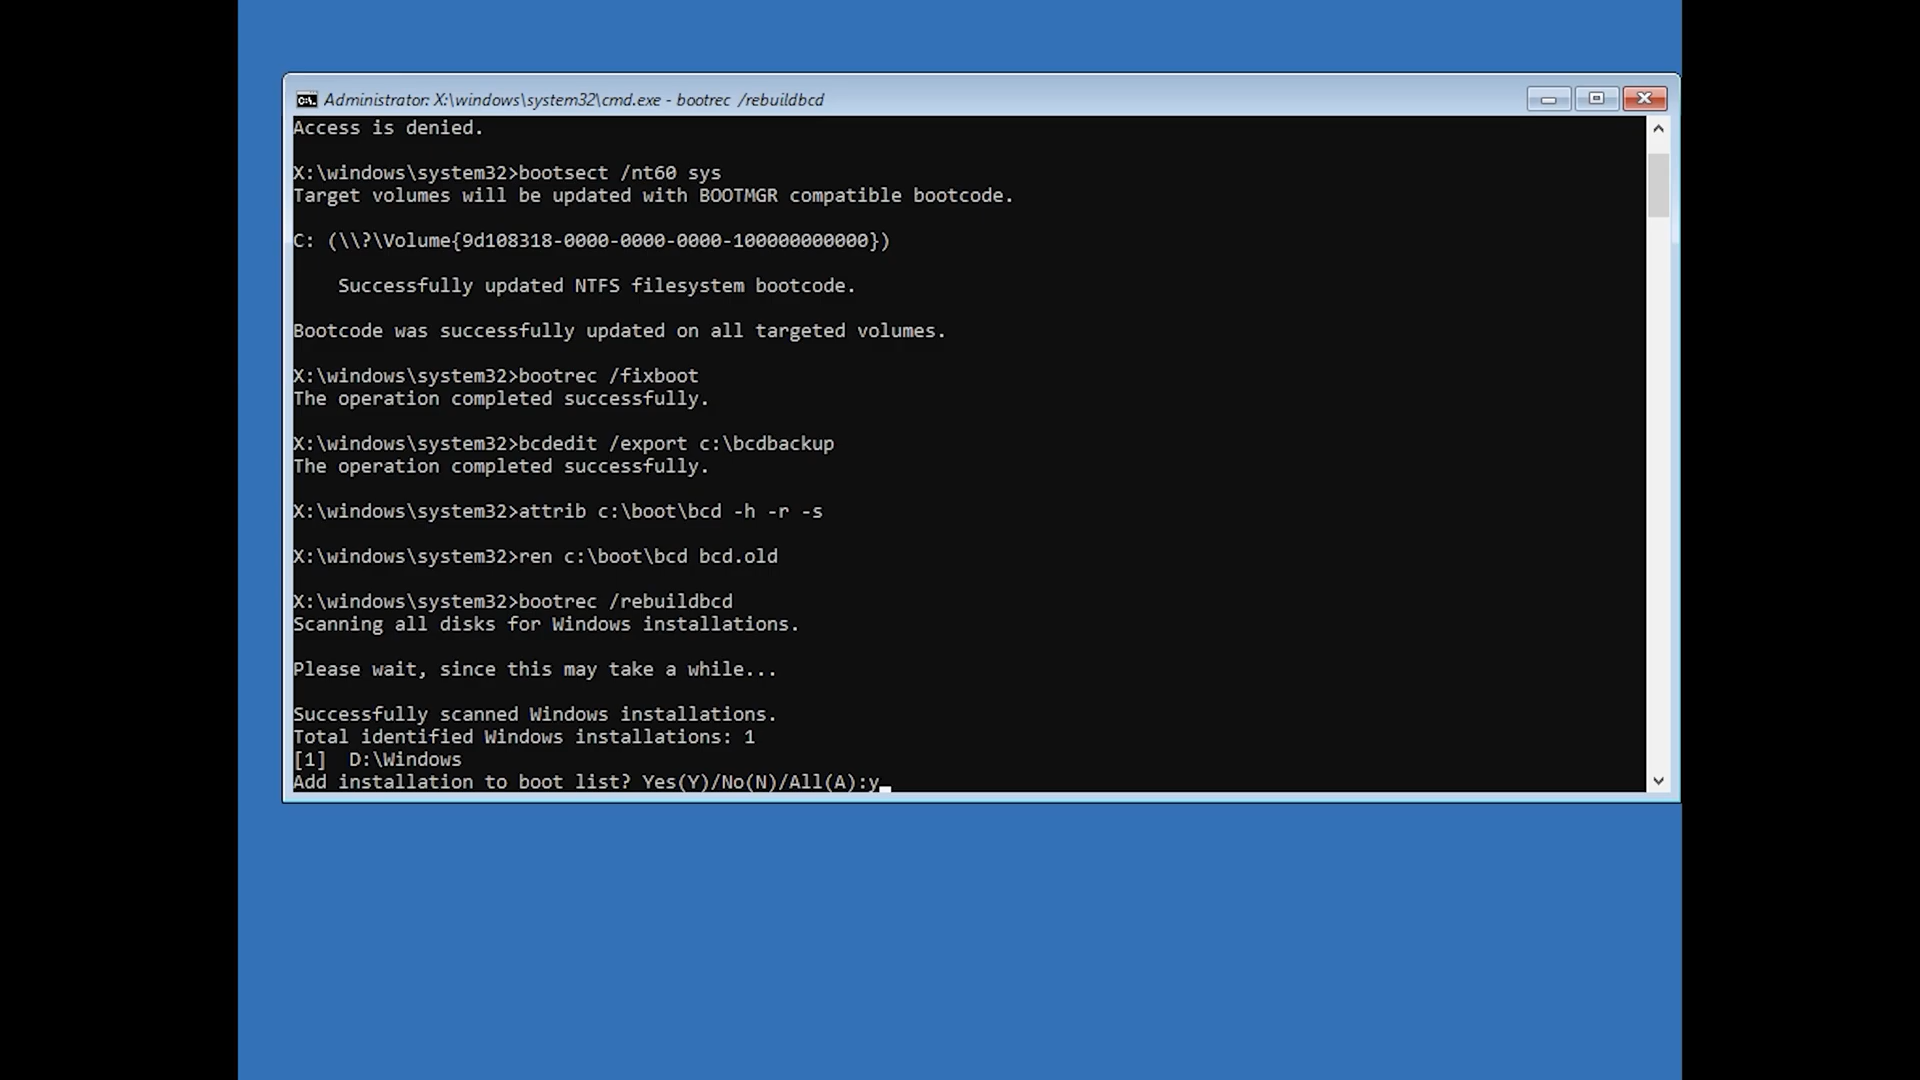 Administrator: X:\windows\system32\cmd.exe - bootrec /rebuildbcd
Access is denied.
X:\windows\system32>bootsect /nt60 sys
Target volumes will be updated with BOOTMGR compatible bootcode.
C: (\\?\Volume{9d108318-0000-0000-0000-100000000000})
Successfully updated NTFS filesystem bootcode.
Bootcode was successfully updated on all targeted volumes.
X:\windows\system32>bootrec /fixboot
The operation completed successfully.
X:\windows\system32>bcdedit /export c:\bcdbackup
The operation completed successfully.
X:\windows\system32>attrib c:\boot\bcd -h -r -s
X:\windows\system32>ren c:\boot\bcd bcd.old
X:\windows\system32>bootrec /rebuildbcd
Scanning all disks for Windows installations.
Please wait, since this may take a while...
Successfully scanned Windows installations.
Total identified Windows installations: 1
[1]  D:\Windows
Add installation to boot list? Yes(Y)/No(N)/All(A):y